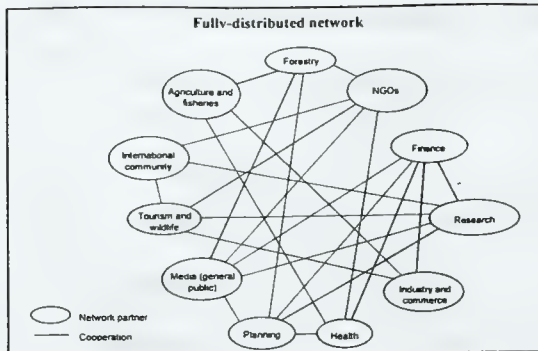 Fully-distributed network
Forestry
Agriculture and
fisheries
NGOs
Finance
International
community
Tourism and
wildlife
Research
Media (general
public)
Industry and
commerce
Planning
Health
Network partner
Cooperation